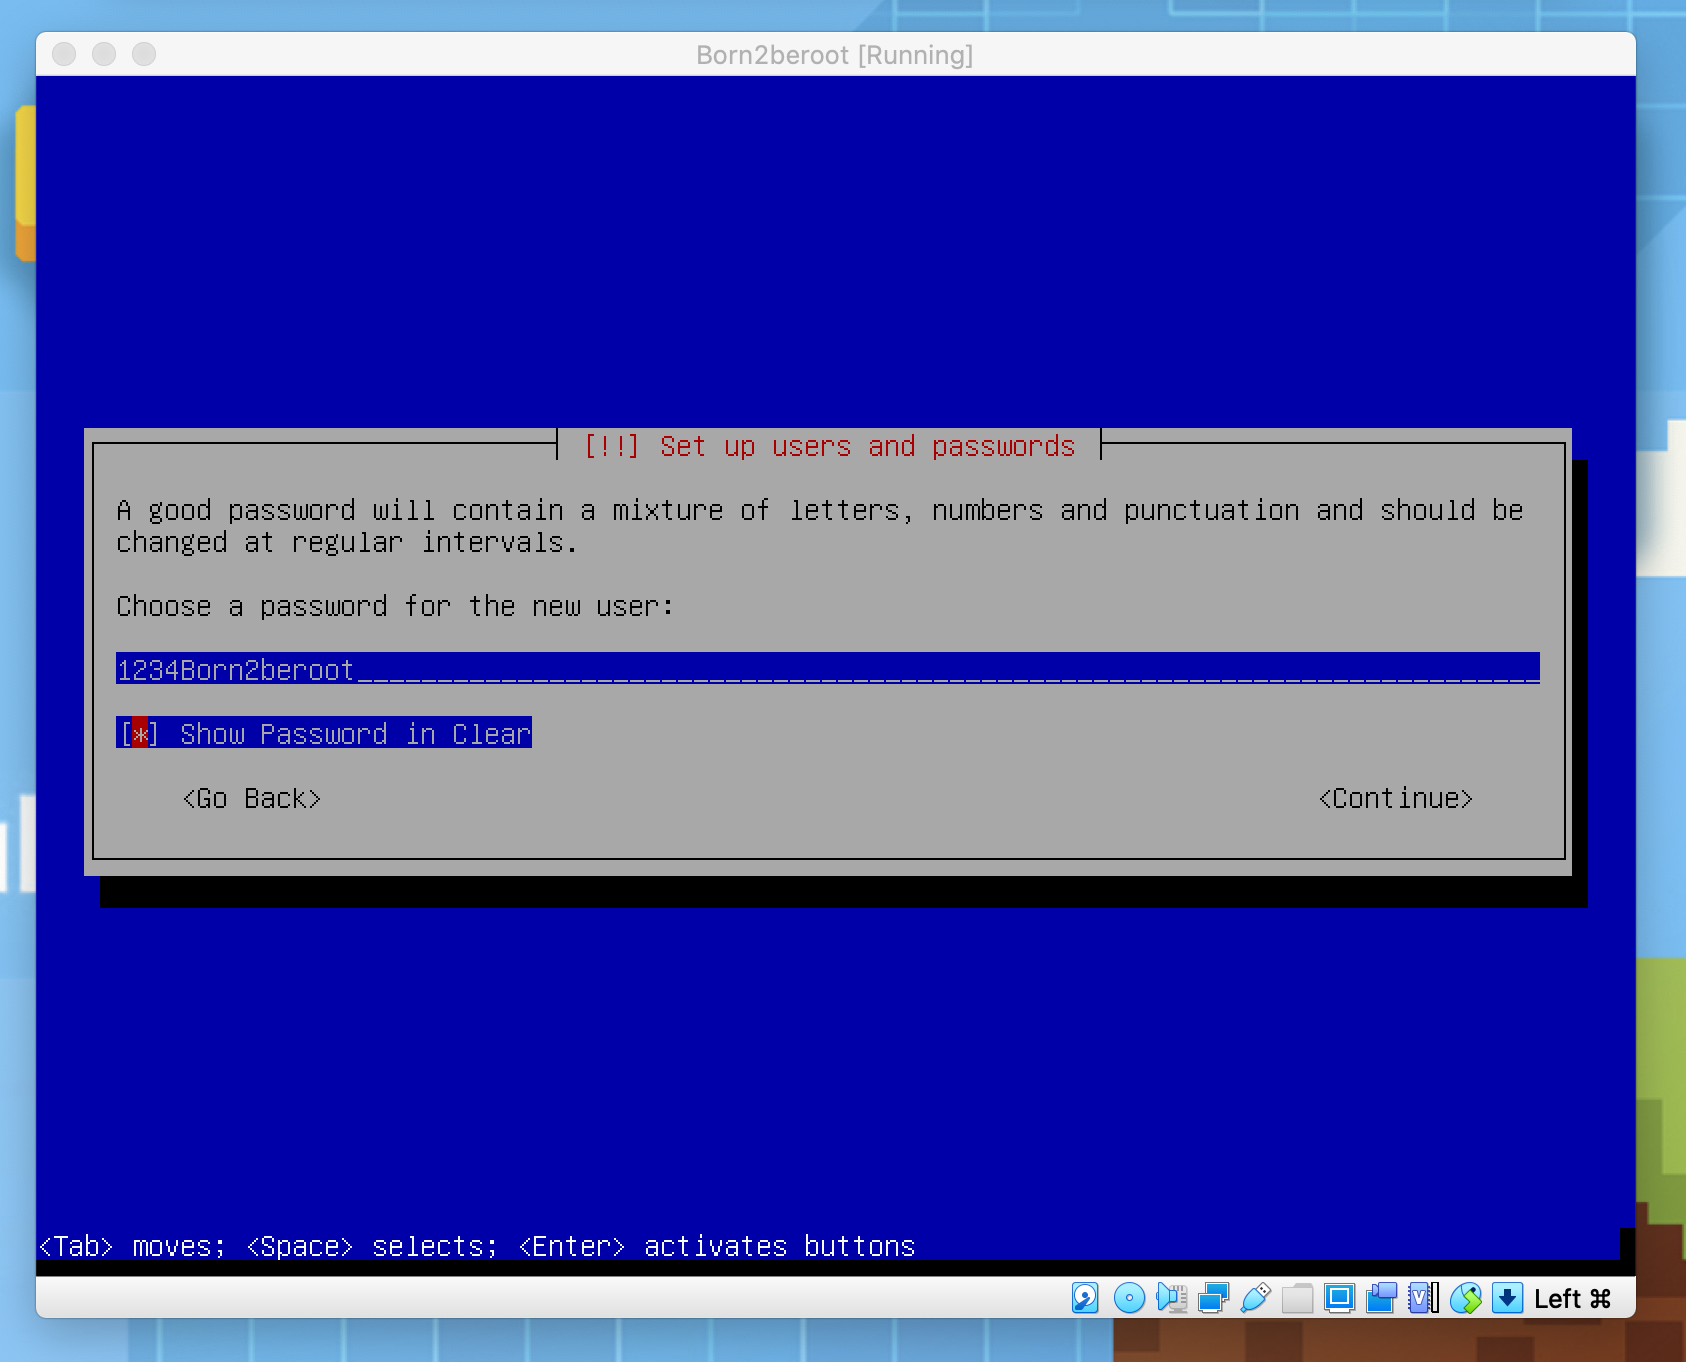 Born2beroot [Running]
[!!] Set up users and passwords
A good password will contain a mixture of letters, numbers and punctuation and should be
changed at regular intervals.
Choose a password for the new user:
1234Born2beroot
[*] Show Password in Clear
<Go Back> <Continue>
<Tab> moves; <Space> selects; <Enter> activates buttons
V
Left ⌘